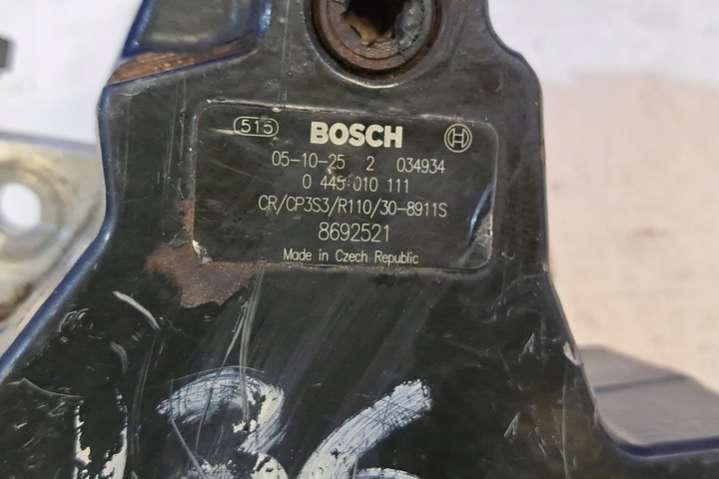 515 BOSCH
05-10-25 2 034934
0 445 010 111
CR/CP3S3/R110/30-8911S
8692521
Made in Czech Republic